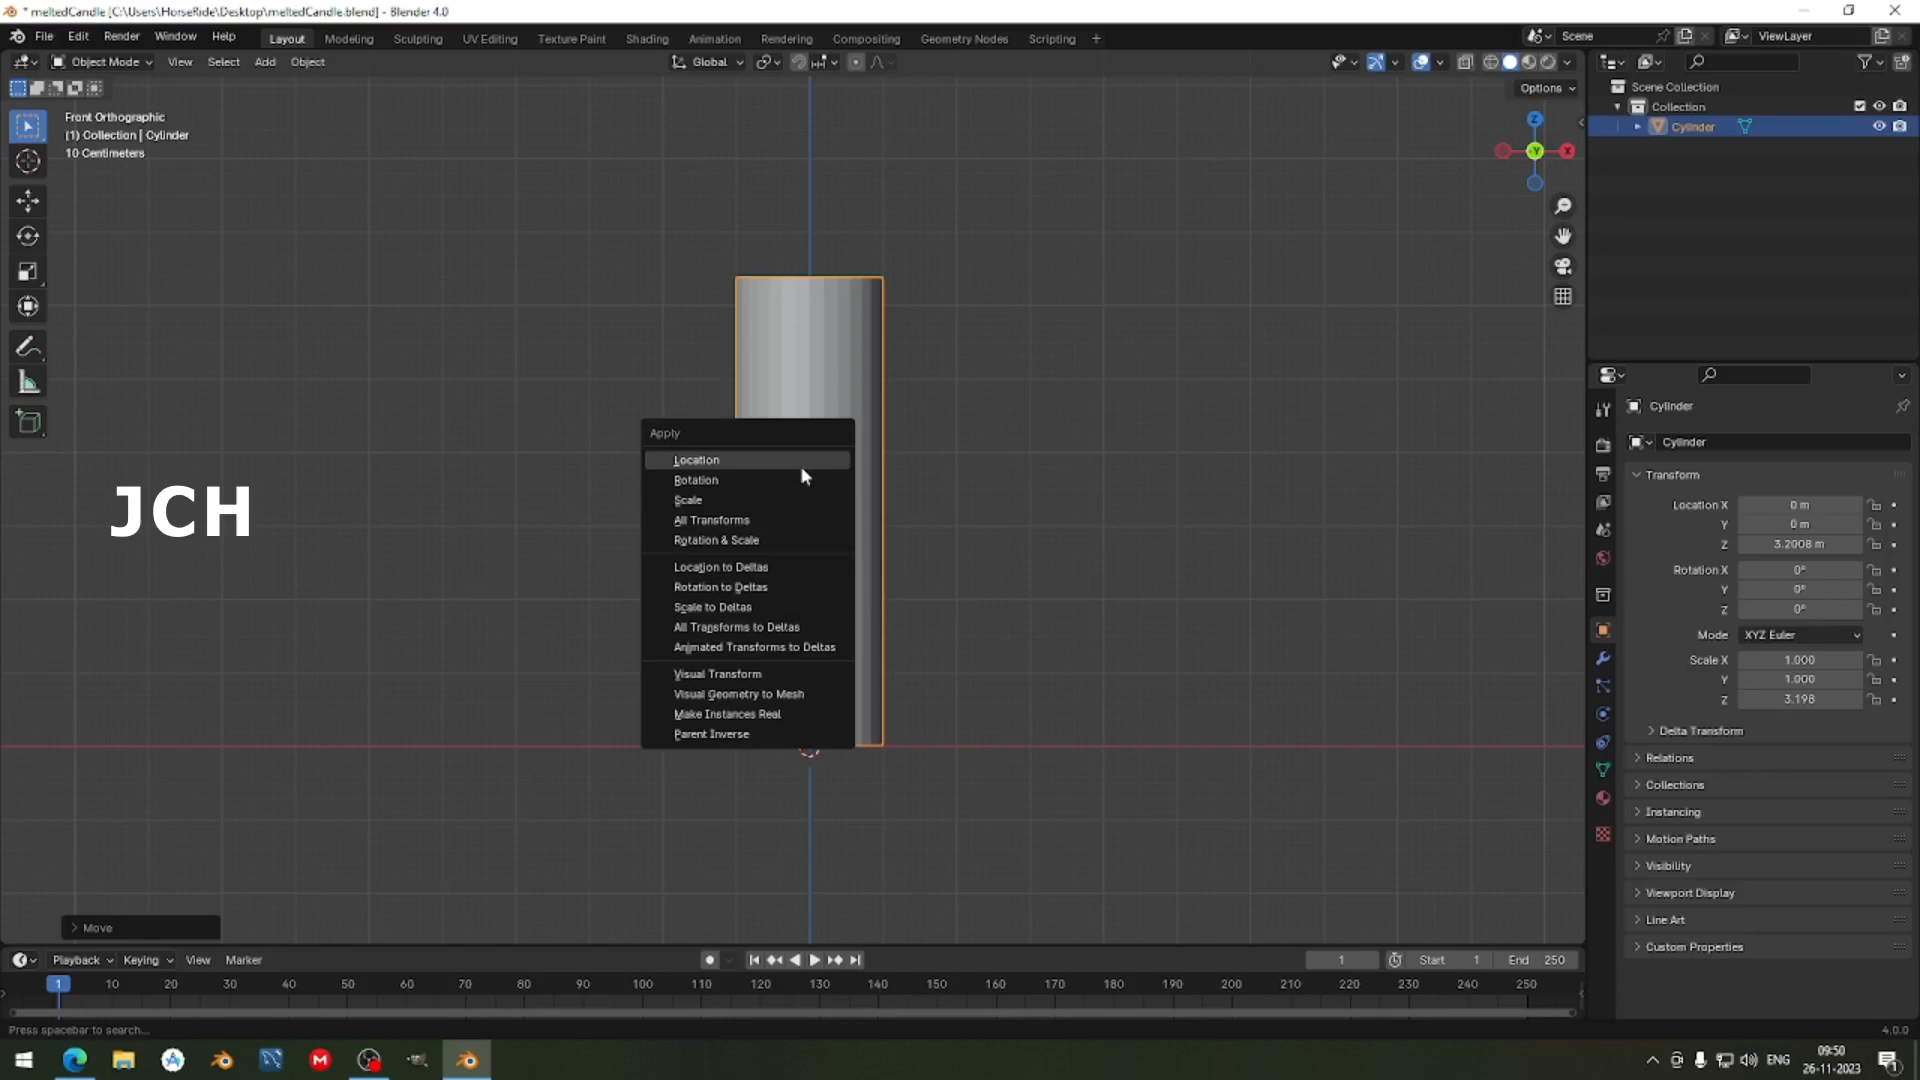 * meltedCandle [C:\Users\HorseRide\Desktop\meltedCandle.blend] - Blender 4.0
File Edit Render Window Help
Layout Modeling Sculpting UV Editing Texture Paint Shading Animation Rendering Compositing Geometry Nodes Scripting +
Scene
ViewLayer
Object Mode View Select Add Object
Global
Options
Front Orthographic
(1) Collection | Cylinder
10 Centimeters
Z
Y
X
Scene Collection
Collection
Cylinder
JCH
Apply
Location
Rotation
Scale
All Transforms
Rotation & Scale
Location to Deltas
Rotation to Deltas
Scale to Deltas
All Transforms to Deltas
Animated Transforms to Deltas
Visual Transform
Visual Geometry to Mesh
Make Instances Real
Parent Inverse
Cylinder
Cylinder
Transform
Location X 0 m
Y 0 m
Z 3.2008 m
Rotation X 0°
Y 0°
Z 0°
Mode XYZ Euler
Scale X 1.000
Y 1.000
Z 3.198
Delta Transform
Relations
Collections
Instancing
Motion Paths
Visibility
Viewport Display
Line Art
Custom Properties
Move
Playback Keying View Marker
1 Start 1 End 250
1 10 20 30 40 50 60 70 80 90 100 110 120 130 140 150 160 170 180 190 200 210 220 230 240 250
Press spacebar to search...
4.0.0
ENG
09:50
26-11-2023
1